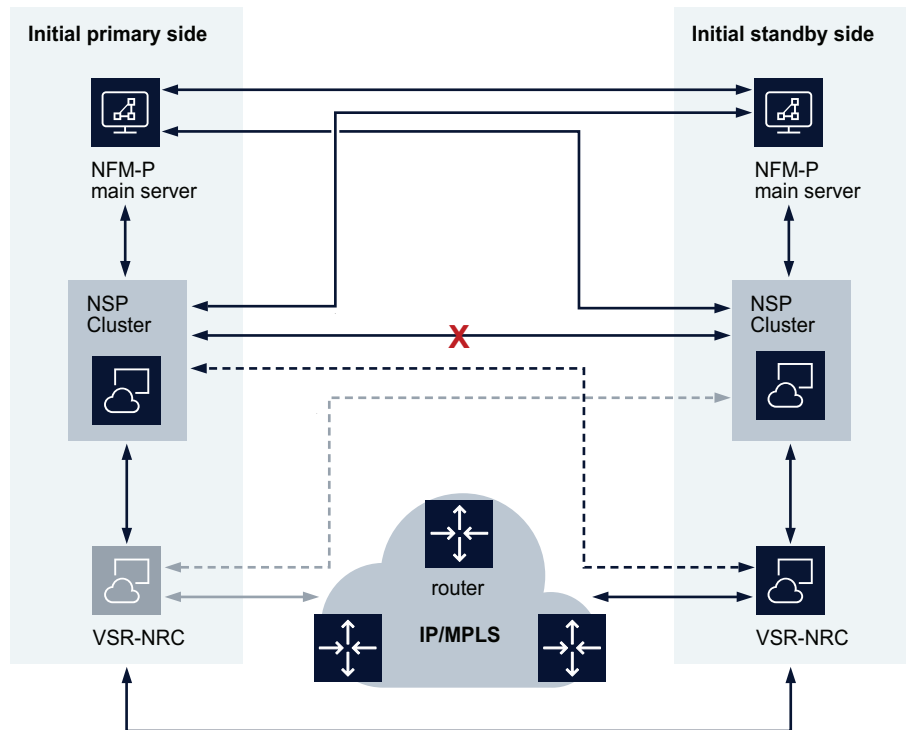 Initial primary side
Initial standby side
NFM-P
main server
NFM-P
main server
NSP
Cluster
NSP
Cluster
X
router
IP/MPLS
VSR-NRC
VSR-NRC